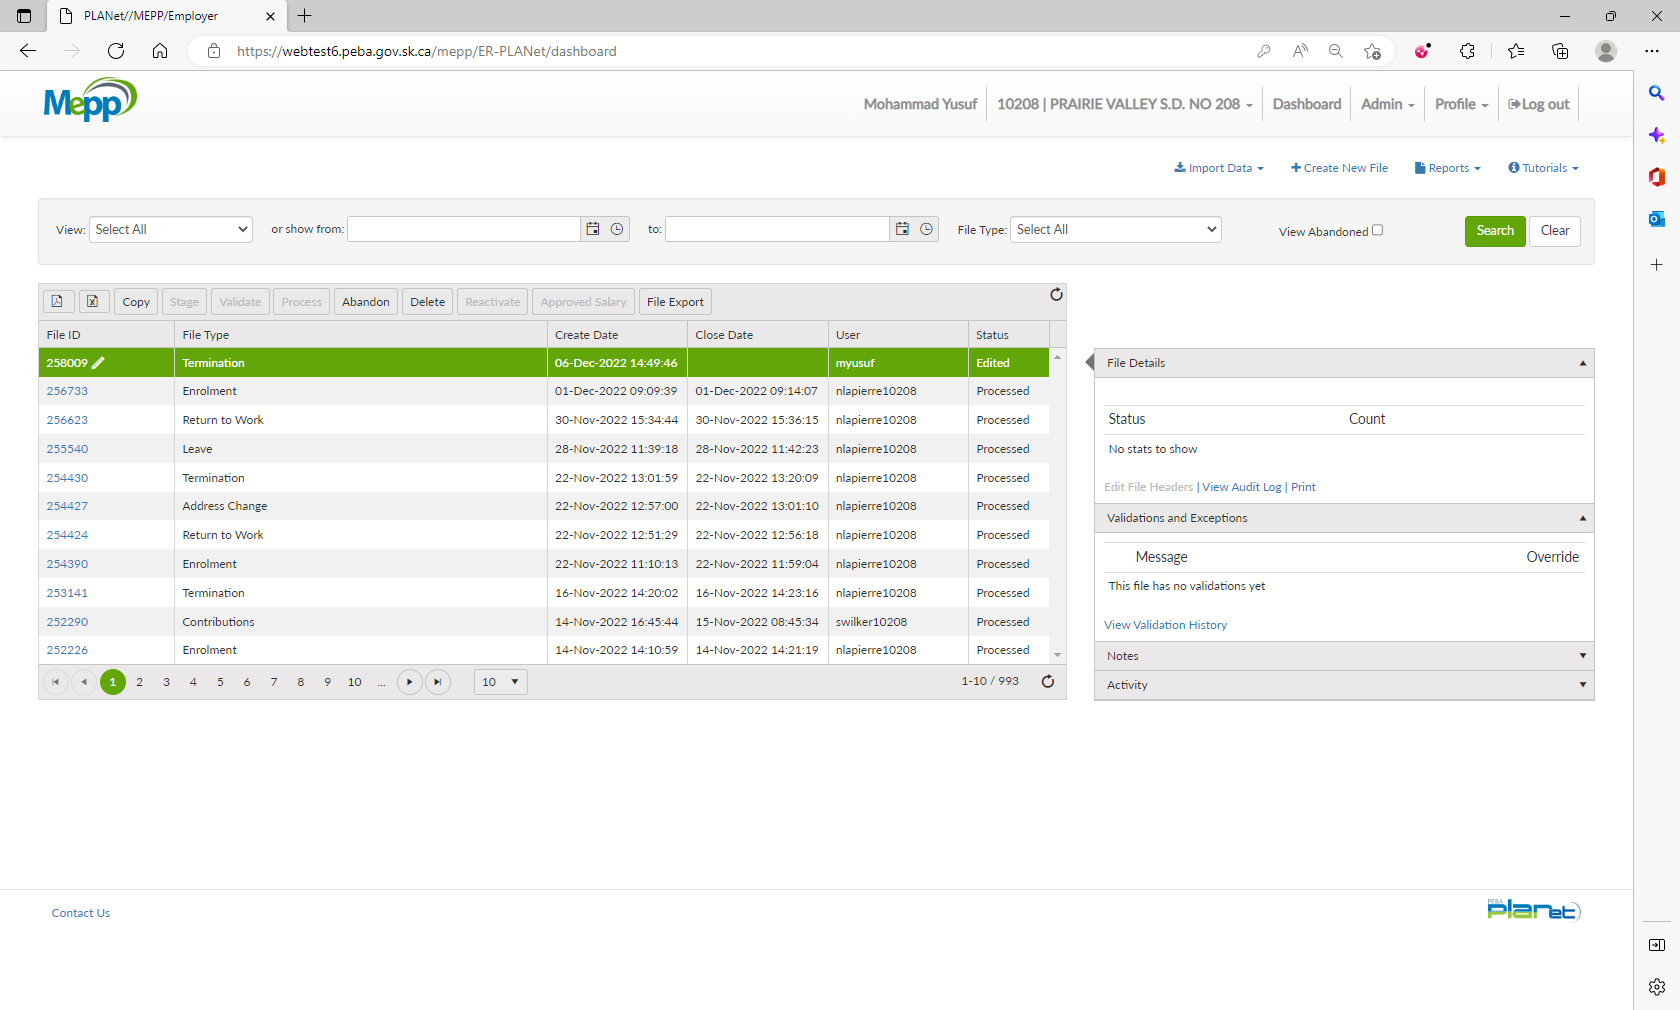 PLANet//MEPP/Employer
https://webtest6.peba.gov.sk.ca/mepp/ER-PLANet/dashboard
Mepp
Mohammad Yusuf
10208 | PRAIRIE VALLEY S.D. NO 208
Dashboard
Admin
Profile
Log out
Import Data
Create New File
Reports
Tutorials
View: Select All
or show from:
to:
File Type: Select All
View Abandoned
Search
Clear
Copy
Stage
Validate
Process
Abandon
Delete
Reactivate
Approved Salary
File Export
File ID File Type Create Date Close Date User Status
258009 Termination 06-Dec-2022 14:49:46 myusuf Edited
256733 Enrolment 01-Dec-2022 09:09:39 01-Dec-2022 09:14:07 nlapierre10208 Processed
256623 Return to Work 30-Nov-2022 15:34:44 30-Nov-2022 15:36:15 nlapierre10208 Processed
255540 Leave 28-Nov-2022 11:39:18 28-Nov-2022 11:42:23 nlapierre10208 Processed
254430 Termination 22-Nov-2022 13:01:59 22-Nov-2022 13:20:09 nlapierre10208 Processed
254427 Address Change 22-Nov-2022 12:57:00 22-Nov-2022 13:01:10 nlapierre10208 Processed
254424 Return to Work 22-Nov-2022 12:51:29 22-Nov-2022 12:56:18 nlapierre10208 Processed
254390 Enrolment 22-Nov-2022 11:10:13 22-Nov-2022 11:59:04 nlapierre10208 Processed
253141 Termination 16-Nov-2022 14:20:02 16-Nov-2022 14:23:16 nlapierre10208 Processed
252290 Contributions 14-Nov-2022 16:45:44 15-Nov-2022 08:45:34 swilker10208 Processed
252226 Enrolment 14-Nov-2022 14:10:59 14-Nov-2022 14:21:19 nlapierre10208 Processed
1 2 3 4 5 6 7 8 9 10 ...
10
1-10 / 993
File Details
Status Count
No stats to show
Edit File Headers | View Audit Log | Print
Validations and Exceptions
Message Override
This file has no validations yet
View Validation History
Notes
Activity
Contact Us
PEBA
planet